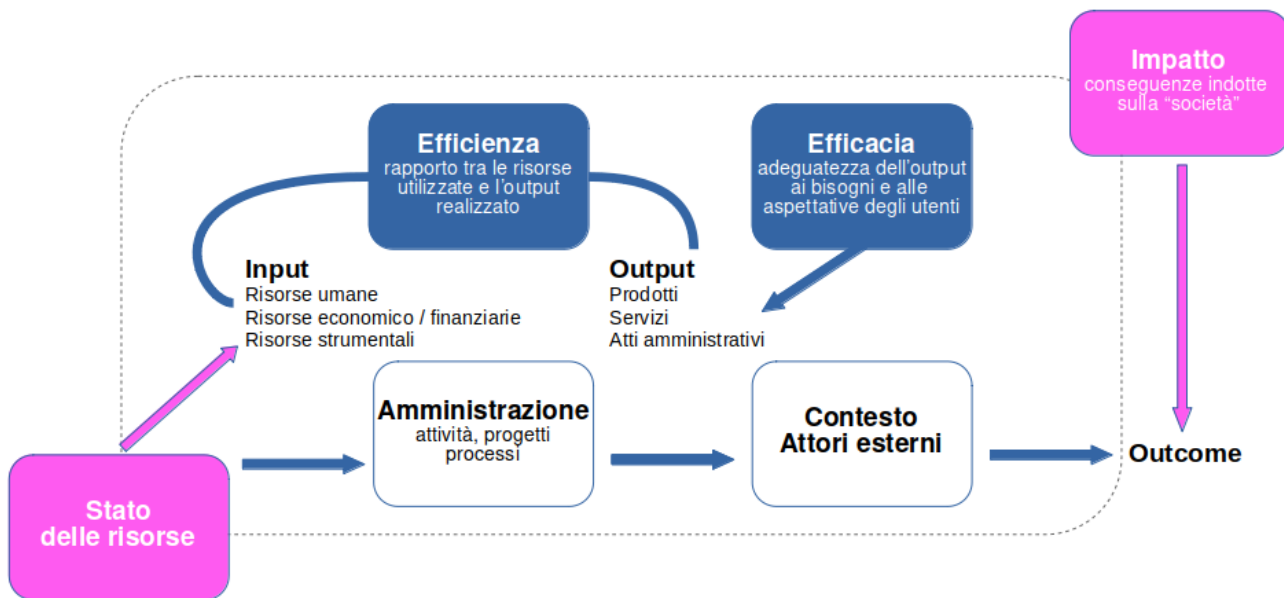 Impatto
conseguenze indotte
sulla “società”
Efficienza
rapporto tra le risorse
utilizzate e l’output
realizzato
Efficacia
adeguatezza dell’output
ai bisogni e alle
aspettative degli utenti
Input
Risorse umane
Risorse economico / finanziarie
Risorse strumentali
Output
Prodotti
Servizi
Atti amministrativi
Amministrazione
attività, progetti
processi
Contesto
Attori esterni
Outcome
Stato
delle risorse